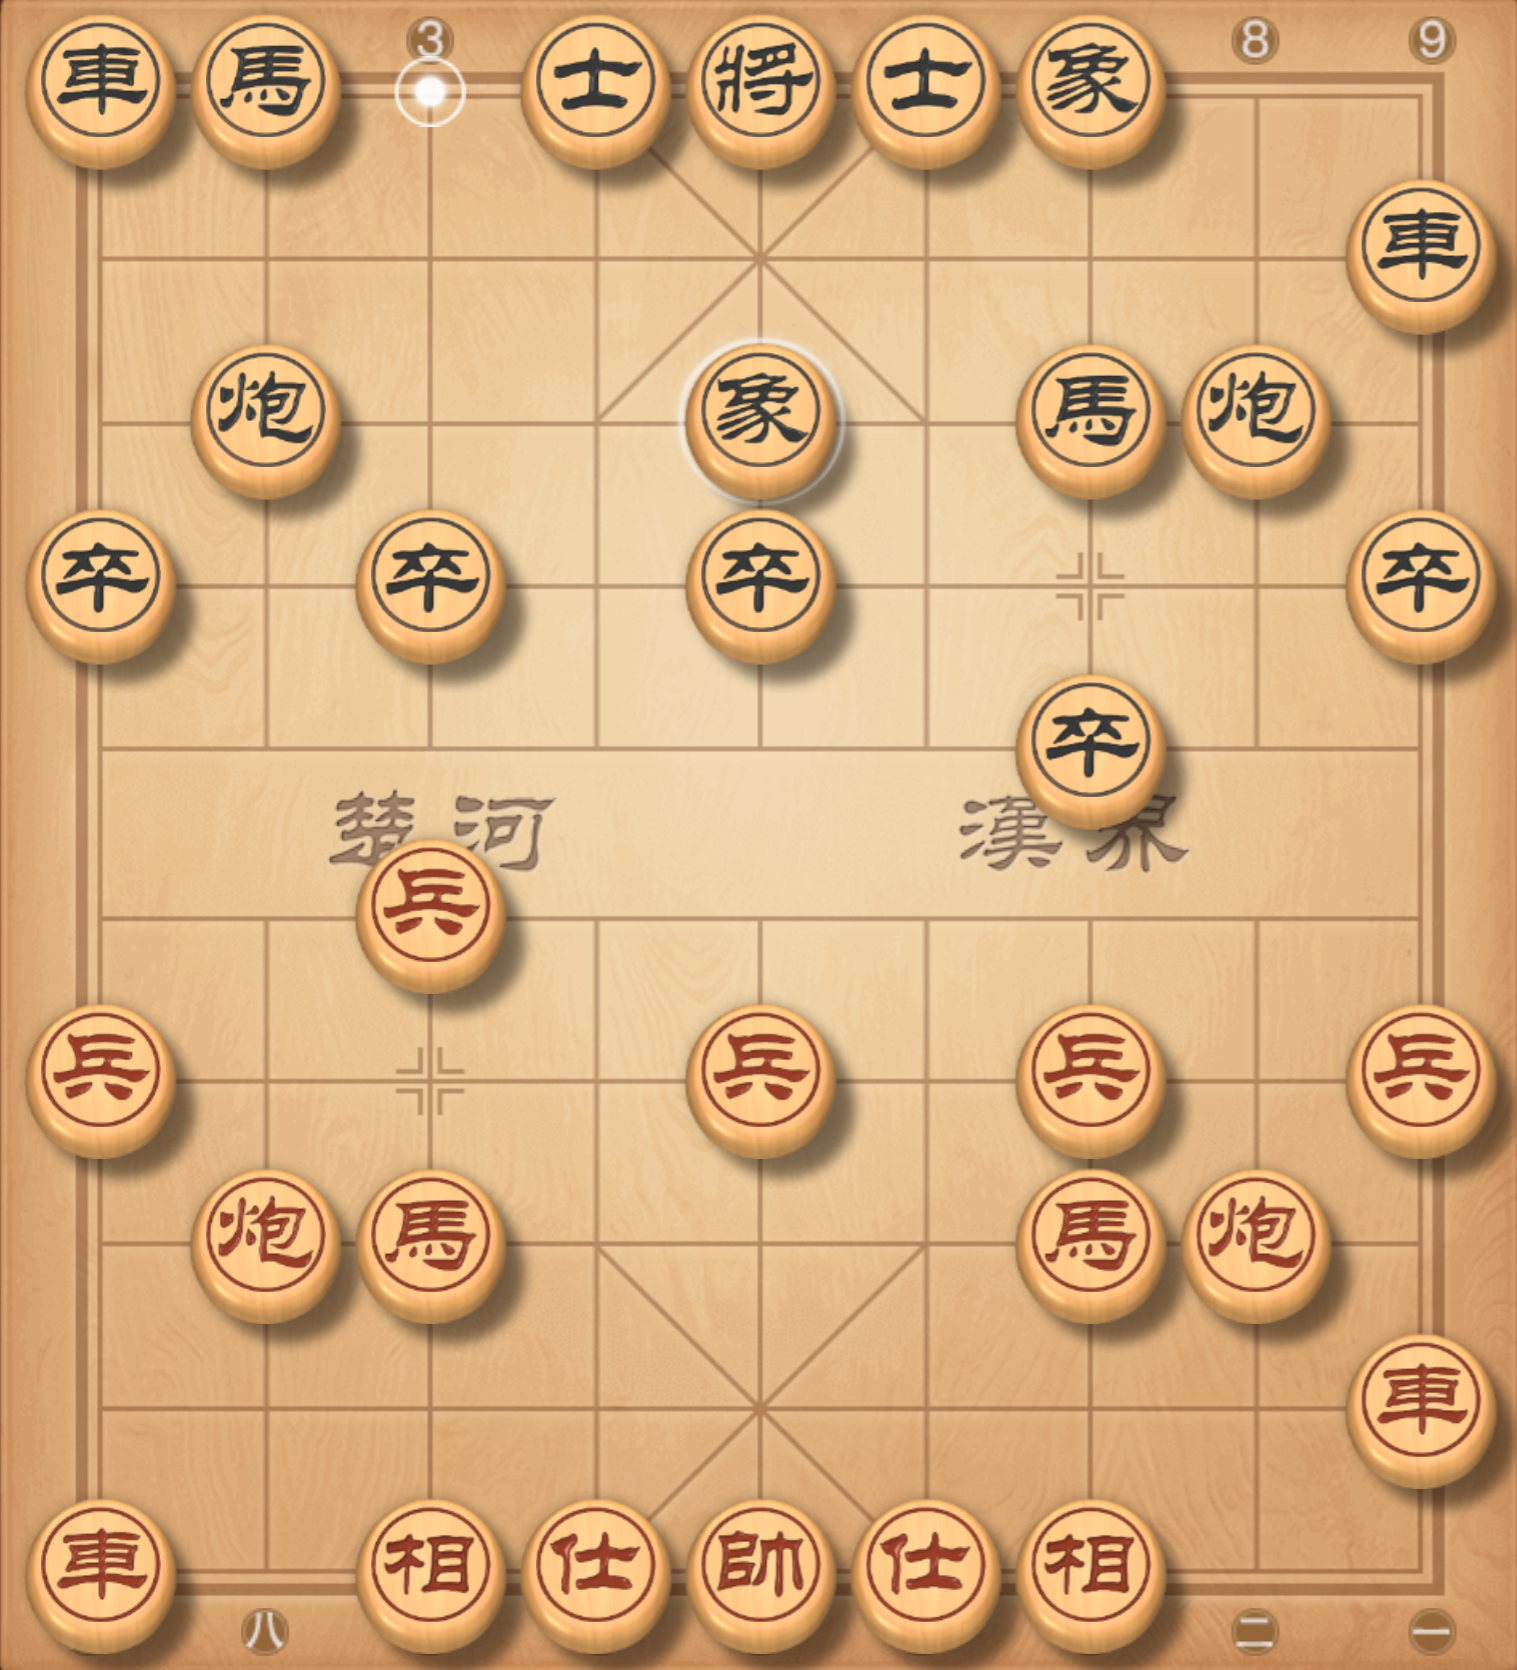 3 8 9
車 馬 士 將 士 象
車
炮 象 馬 炮
卒 卒 卒 卒
卒
楚 河 漢 界
兵
兵 兵 兵 兵
炮 馬 馬 炮
車
車 相 仕 帥 仕 相
八 二 一